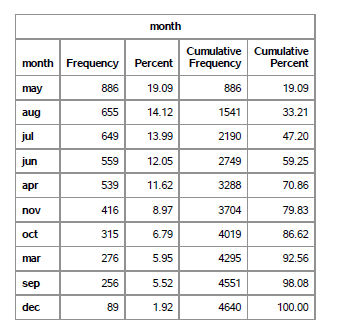 month
Cumulative Cumulative
month Frequency Percent Frequency Percent
may 886 19.09 886 19.09
aug 655 14.12 1541 33.21
jul 649 13.99 2190 47.20
jun 559 12.05 2749 59.25
apr 539 11.62 3288 70.86
nov 416 8.97 3704 79.83
oct 315 6.79 4019 86.62
mar 276 5.95 4295 92.56
sep 256 5.52 4551 98.08
dec 89 1.92 4640 100.00